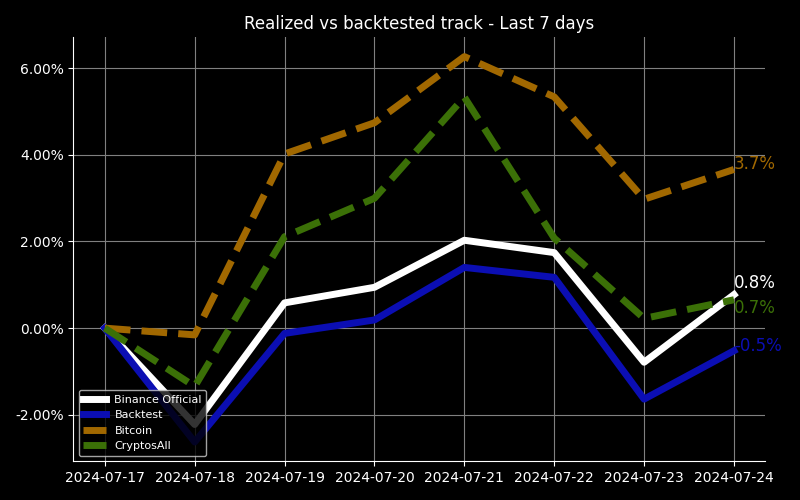 Realized vs backtested track - Last 7 days
6.00%
4.00%
2.00%
0.00%
-2.00%
3.7%
0.8%
0.7%
-0.5%
Binance Official
Backtest
Bitcoin
CryptosAll
2024-07-17 2024-07-18 2024-07-19 2024-07-20 2024-07-21 2024-07-22 2024-07-23 2024-07-24